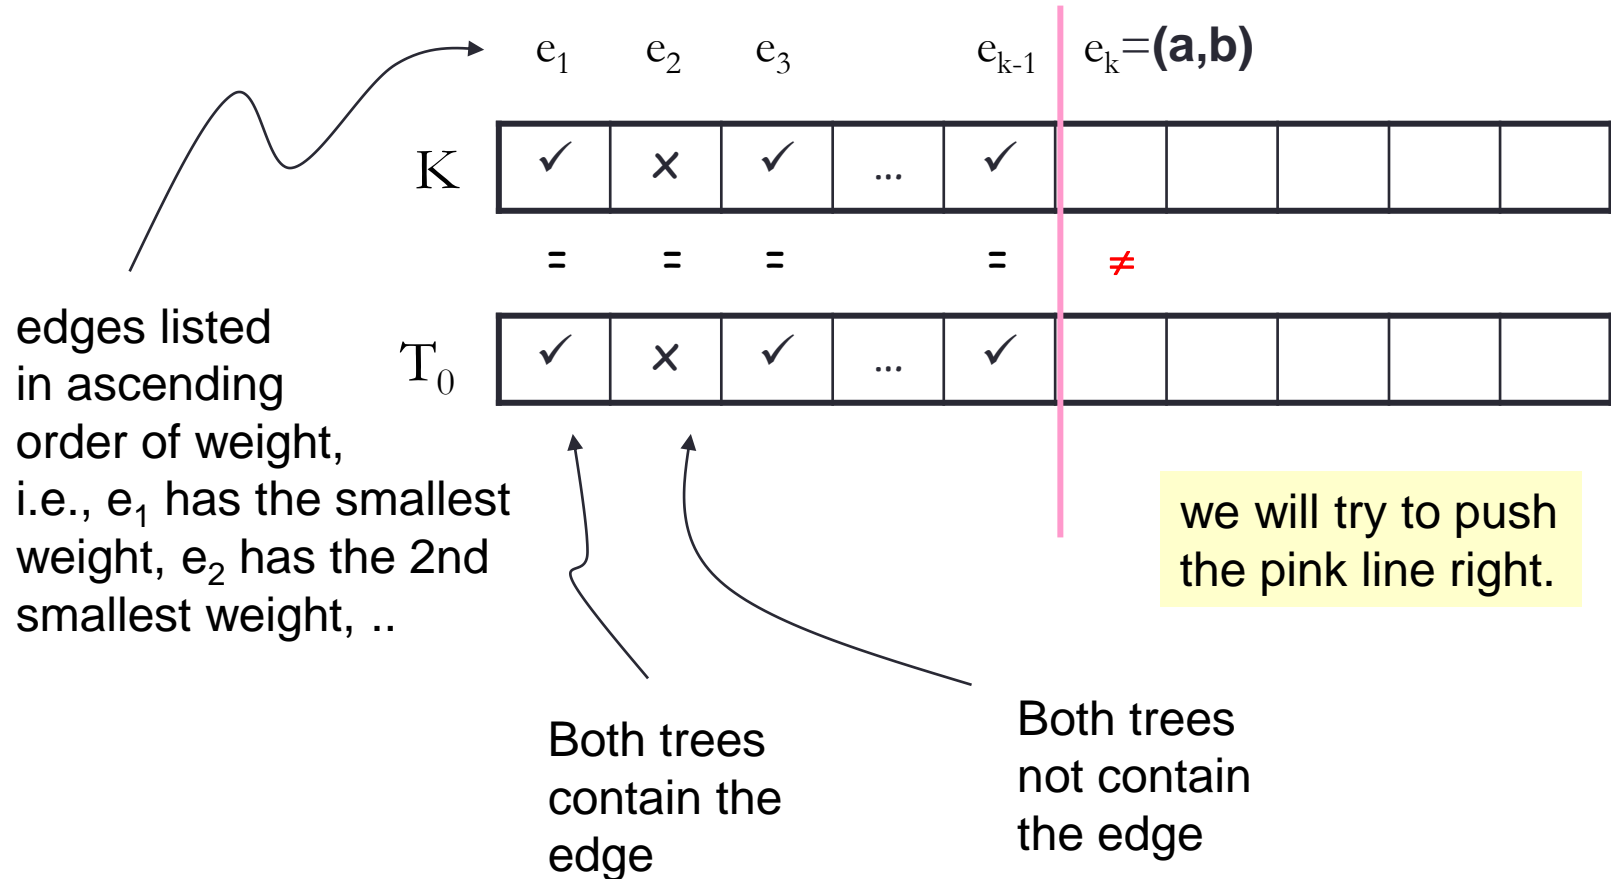 e₁ e₂ e₃ eₖ₋₁ eₖ=(a,b)
K ✓ × ✓ ... ✓
= = = = ≠
T₀ ✓ × ✓ ... ✓
edges listed
in ascending
order of weight,
i.e., e₁ has the smallest
weight, e₂ has the 2nd
smallest weight, ..
we will try to push
the pink line right.
Both trees
contain the
edge
Both trees
not contain
the edge